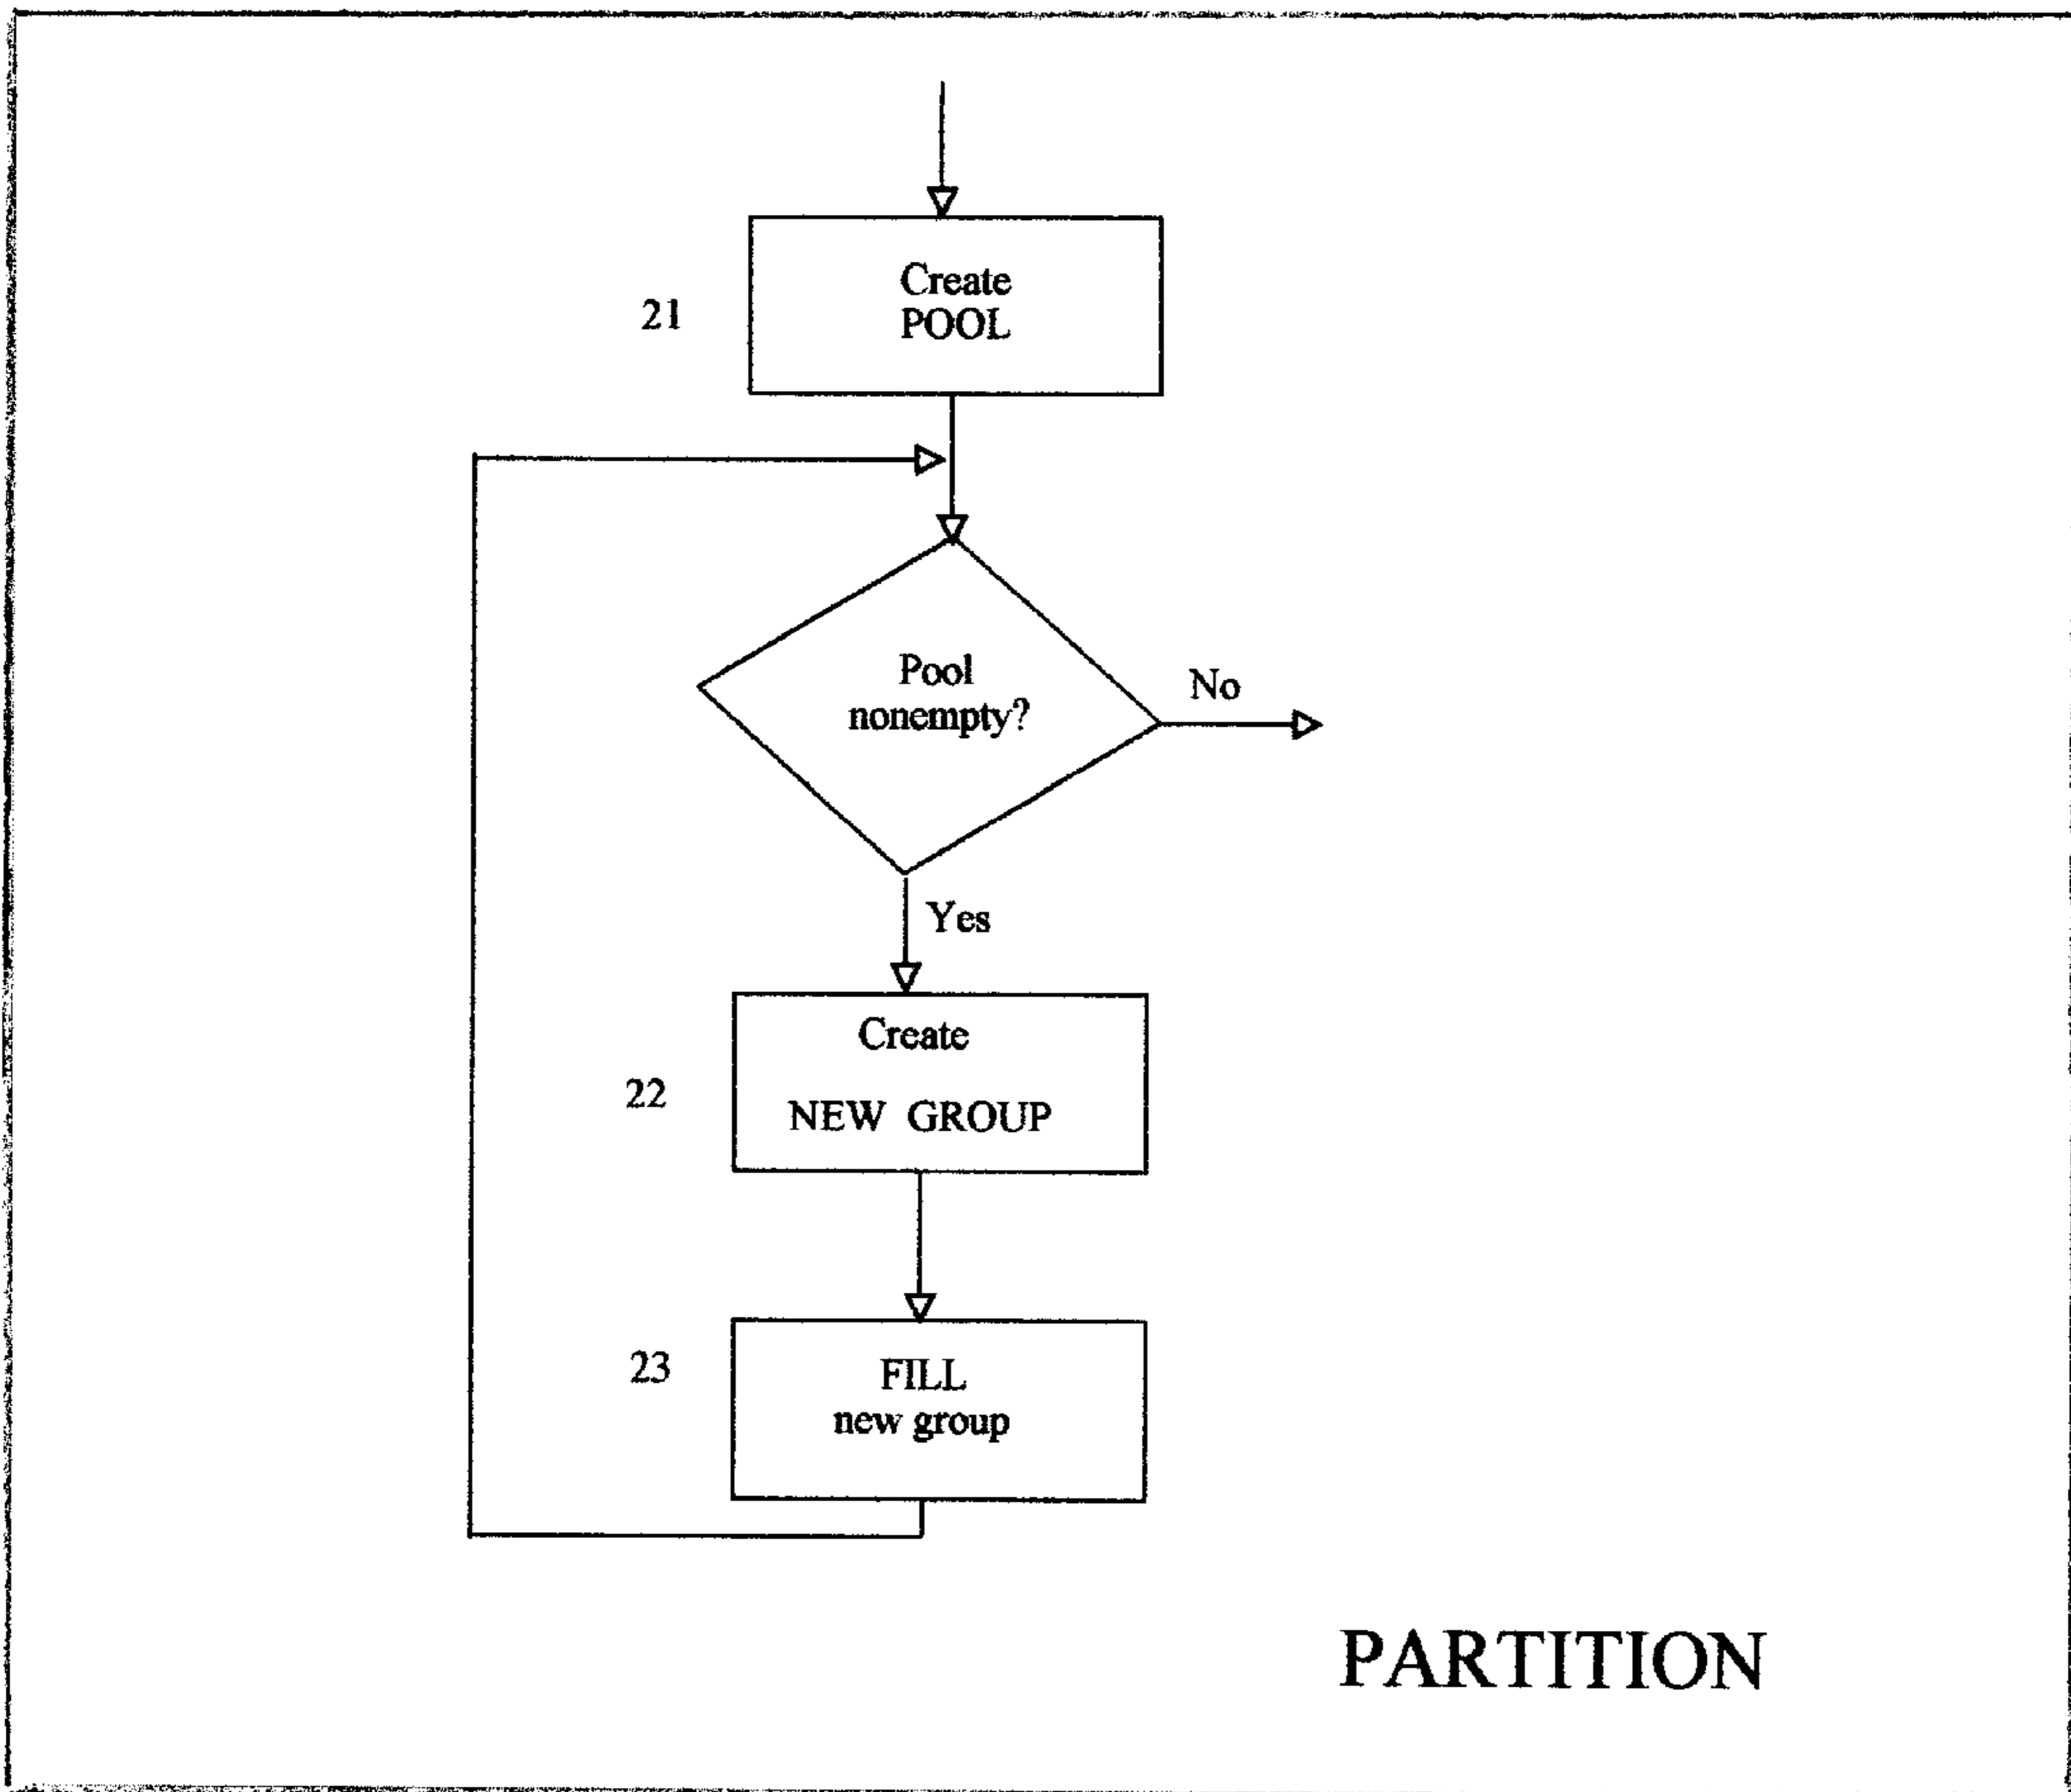 21
Create
POOL
Pool
nonempty?
No
Yes
22
Create
NEW GROUP
23
FILL
new group
PARTITION